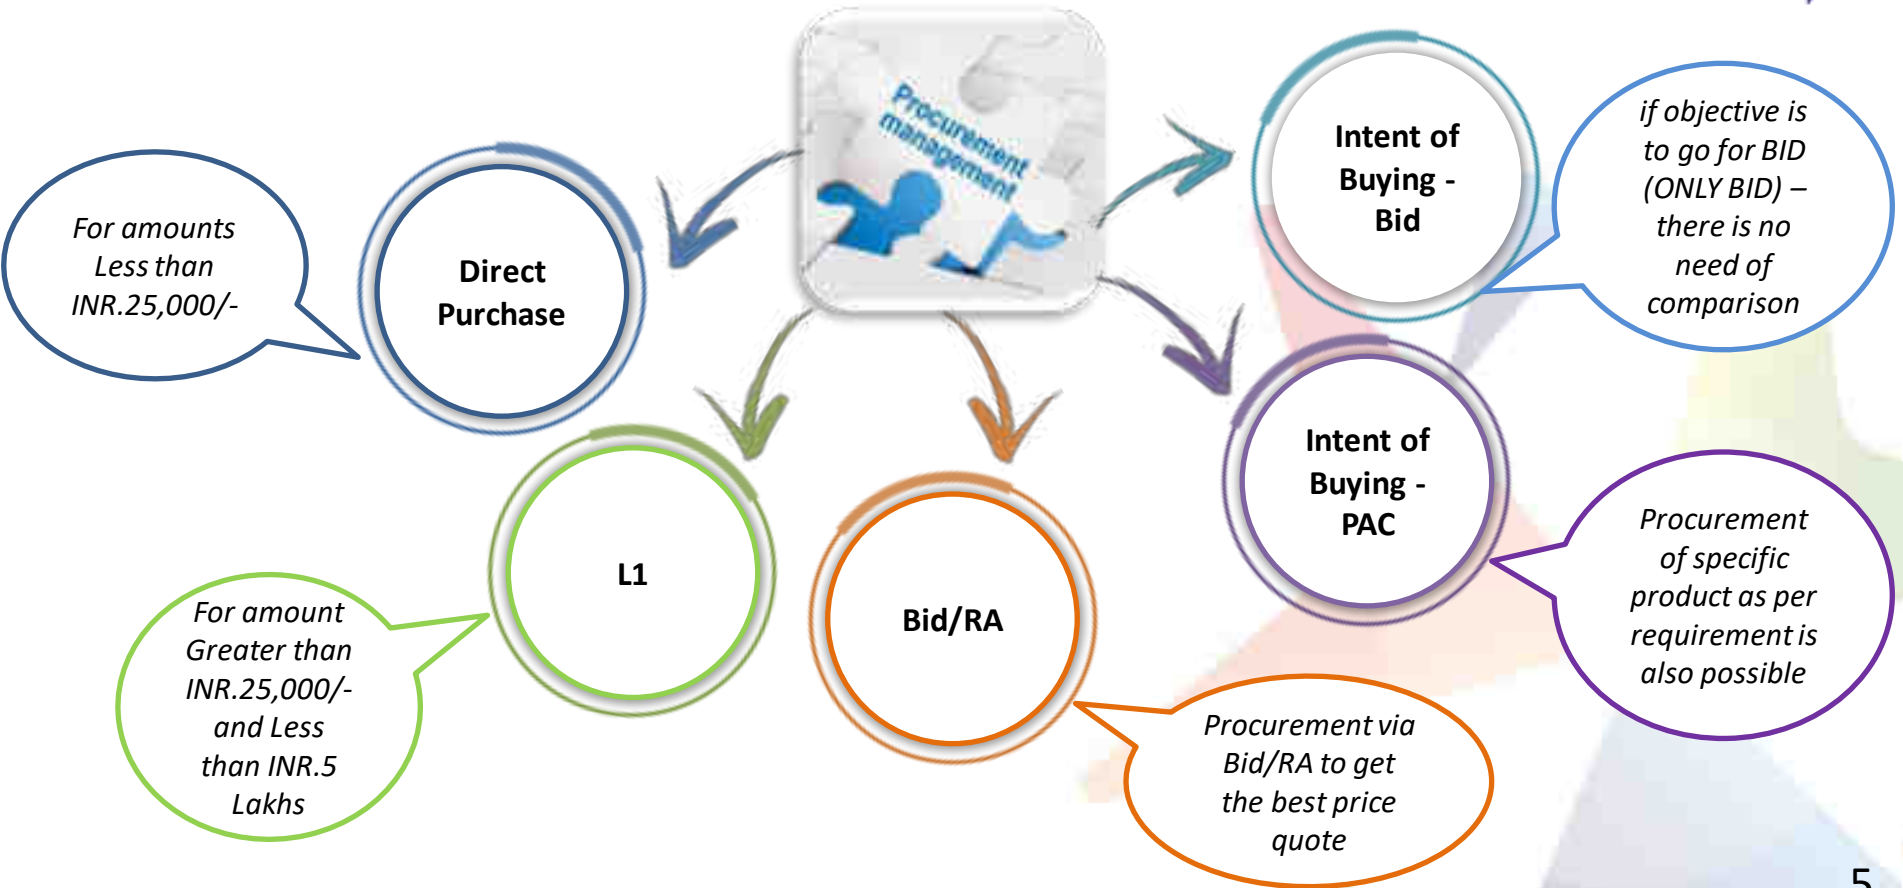 Procurement
management
For amounts
Less than
INR.25,000/-
Direct
Purchase
Intent of
Buying -
Bid
if objective is
to go for BID
(ONLY BID) –
there is no
need of
comparison
L1
For amount
Greater than
INR.25,000/-
and Less
than INR.5
Lakhs
Bid/RA
Procurement via
Bid/RA to get
the best price
quote
Intent of
Buying -
PAC
Procurement
of specific
product as per
requirement is
also possible
5